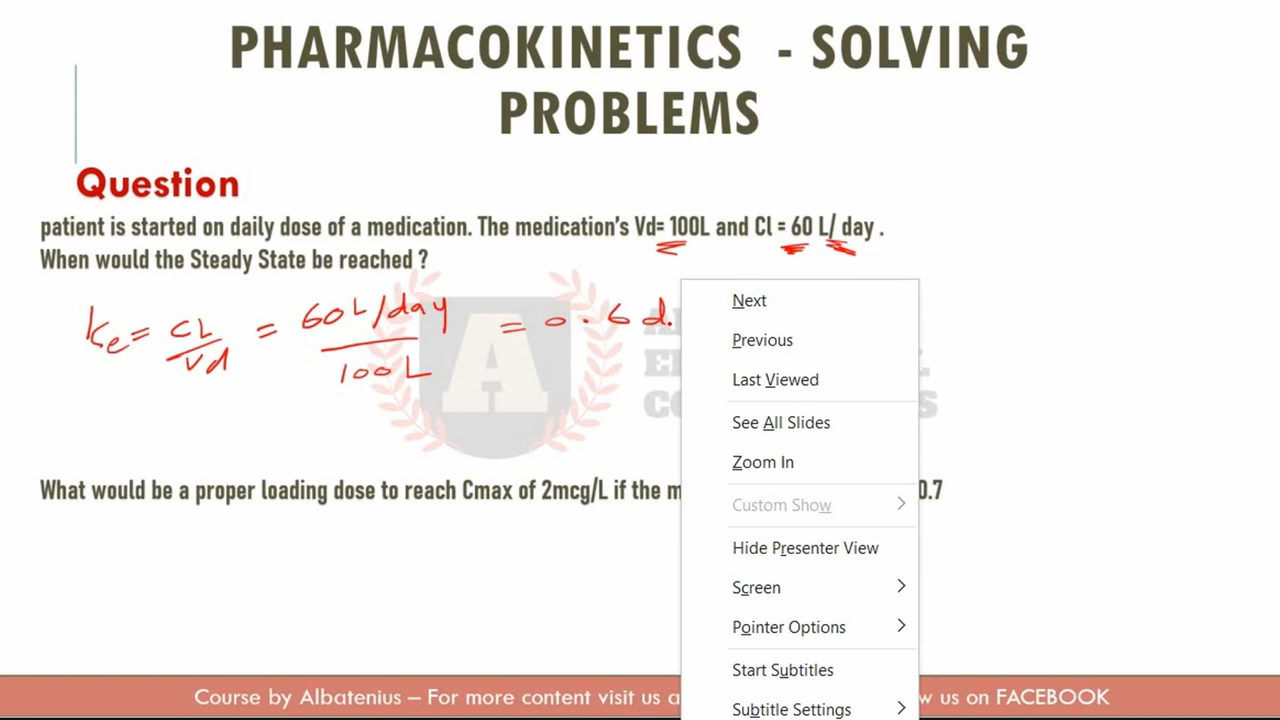 PHARMACOKINETICS - SOLVING
PROBLEMS
Question
patient is started on daily dose of a medication. The medication's Vd= 100L and Cl = 60 L/ day .
When would the Steady State be reached ?
Ke = CL/Vd = 60L/day / 100L = 0.6 d.
A
What would be a proper loading dose to reach Cmax of 2mcg/L if the m
0.7
Next
Previous
Last Viewed
See All Slides
Zoom In
Custom Show
Hide Presenter View
Screen
Pointer Options
Start Subtitles
Subtitle Settings
Course by Albatenius – For more content visit us a
w us on FACEBOOK